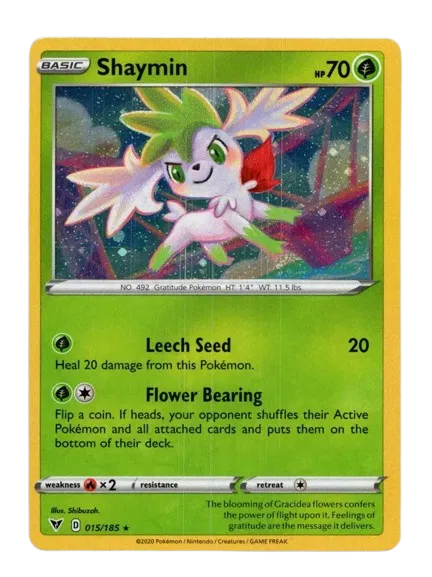 BASIC Shaymin HP 70
NO. 492 Gratitude Pokémon HT: 1'4" WT: 11.5 lbs.
Leech Seed 20
Heal 20 damage from this Pokémon.
Flower Bearing
Flip a coin. If heads, your opponent shuffles their Active
Pokémon and all attached cards and puts them on the
bottom of their deck.
weakness ×2 resistance retreat
Illus. Shibuzoh.
The blooming of Gracidea flowers confers
the power of flight upon it. Feelings of
gratitude are the message it delivers.
D 015/185 ★
©2020 Pokémon / Nintendo / Creatures / GAME FREAK